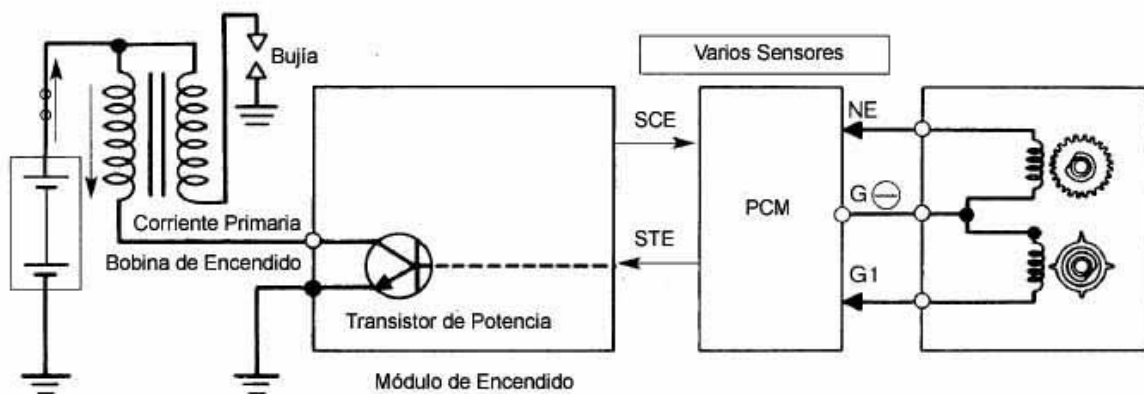 Bujía
Varios Sensores
SCE
NE
Corriente Primaria
PCM
G
Bobina de Encendido
STE
G1
Transistor de Potencia
Módulo de Encendido